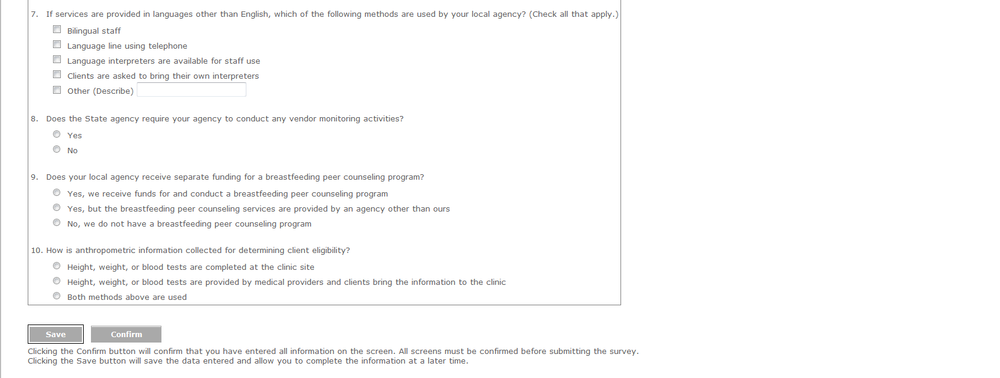 7. If services are provided in languages other than English, which of the following methods are used by your local agency? (Check all that apply.)
Bilingual staff
Language line using telephone
Language interpreters are available for staff use
Clients are asked to bring their own interpreters
Other (Describe)
8. Does the State agency require your agency to conduct any vendor monitoring activities?
Yes
No
9. Does your local agency receive separate funding for a breastfeeding peer counseling program?
Yes, we receive funds for and conduct a breastfeeding peer counseling program
Yes, but the breastfeeding peer counseling services are provided by an agency other than ours
No, we do not have a breastfeeding peer counseling program
10. How is anthropometric information collected for determining client eligibility?
Height, weight, or blood tests are completed at the clinic site
Height, weight, or blood tests are provided by medical providers and clients bring the information to the clinic
Both methods above are used
Save Confirm
Clicking the Confirm button will confirm that you have entered all information on the screen. All screens must be confirmed before submitting the survey.
Clicking the Save button will save the data entered and allow you to complete the information at a later time.